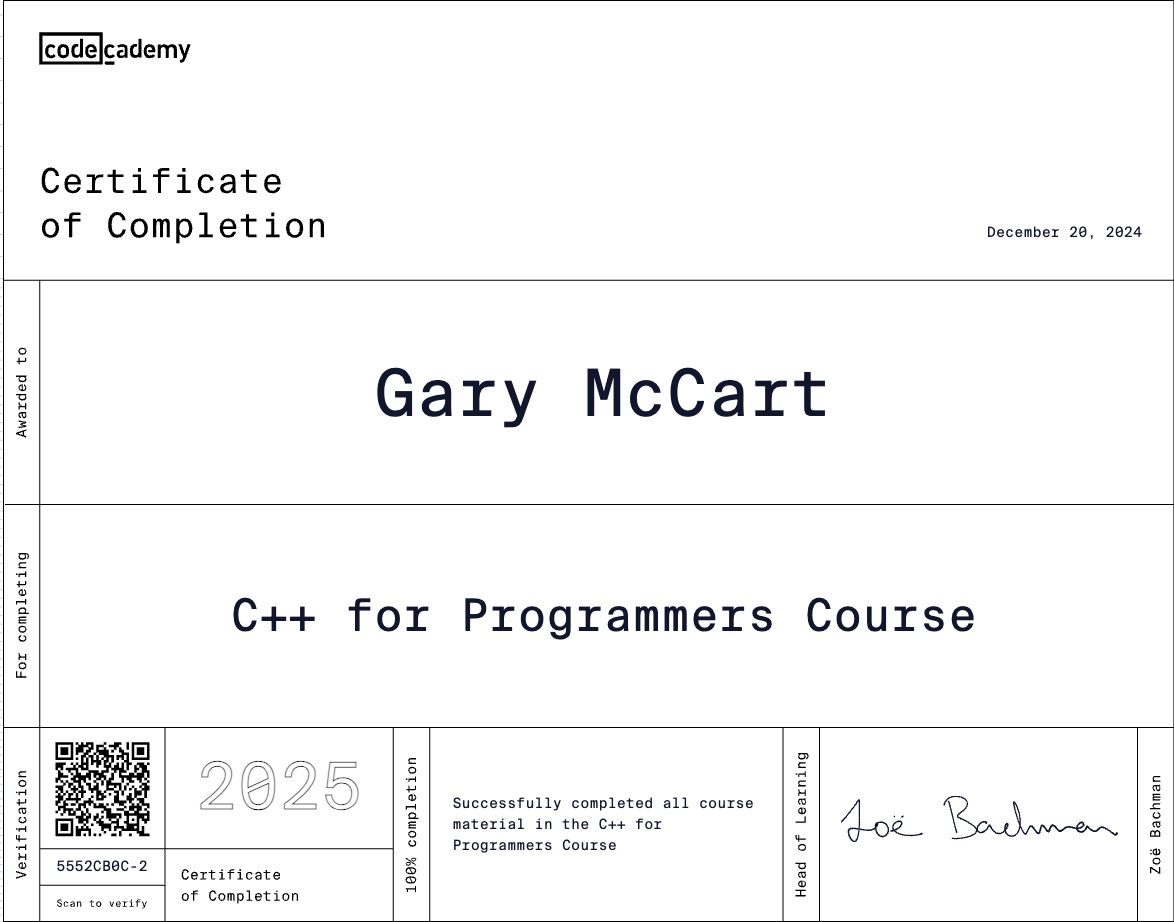 codecademy
Certificate
of Completion
December 20, 2024
Awarded to
Gary McCart
For completing
C++ for Programmers Course
Verification
5552CB0C-2
Scan to verify
2025
Certificate
of Completion
100% completion
Successfully completed all course
material in the C++ for
Programmers Course
Head of Learning
Zoë Bachman
Zoë Bachman